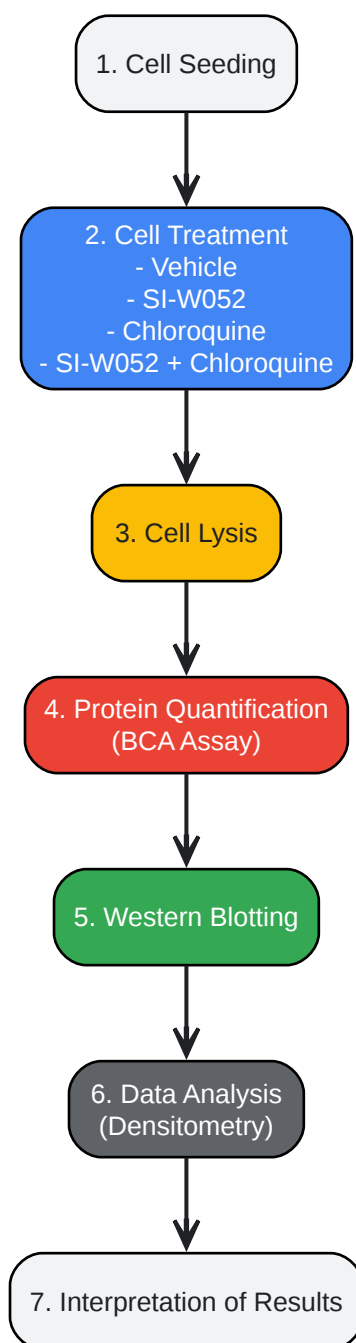 1. Cell Seeding
2. Cell Treatment
- Vehicle
- SI-W052
- Chloroquine
- SI-W052 + Chloroquine
3. Cell Lysis
4. Protein Quantification
(BCA Assay)
5. Western Blotting
6. Data Analysis
(Densitometry)
7. Interpretation of Results